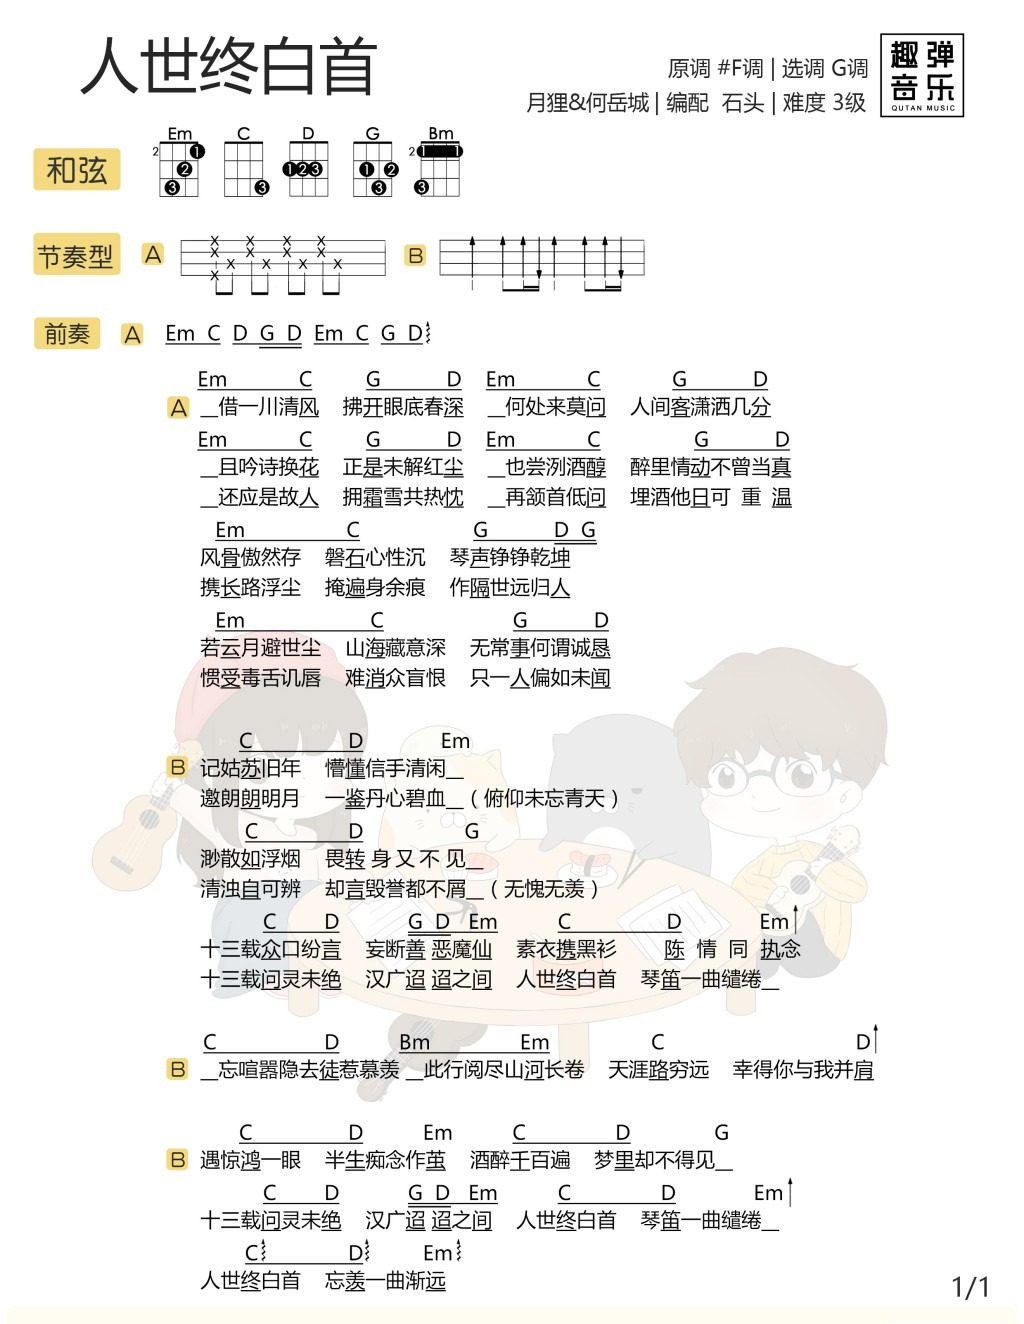 人世终白首
原调 #F调 | 选调 G调
月狸&何岳城 | 编配 石头 | 难度 3级
趣弹音乐
QUTAN MUSIC
和弦
Em C D G Bm
2 1 2 3 3 1 2 3 1 2 3 2 1 1 3
节奏型 A B
前奏 A Em C D G D Em C G D
Em C G D Em C G D
A _借一川清风 拂开眼底春深 _何处来莫问 人间客潇洒几分
Em C G D Em C G D
_且吟诗换花 正是未解红尘 _也尝洌酒醇 醉里情动不曾当真
_还应是故人 拥霜雪共热忱 _再颔首低问 埋酒他日可 重 温
Em C G D G
风骨傲然存 磐石心性沉 琴声铮铮乾坤
携长路浮尘 掩遍身余痕 作隔世远归人
Em C G D
若云月避世尘 山海藏意深 无常事何谓诚恳
惯受毒舌讥唇 难消众盲恨 只一人偏如未闻
C D Em
B 记姑苏旧年 懵懂信手清闲_
邀朗朗明月 一鉴丹心碧血_（俯仰未忘青天）
C D G
渺散如浮烟 畏转 身 又 不 见_
清浊自可辨 却言毁誉都不屑_（无愧无羡）
C D G D Em C D Em
十三载众口纷言 妄断善 恶魔仙 素衣携黑衫 陈 情 同 执念
十三载问灵未绝 汉广迢 迢之间 人世终白首 琴笛一曲缱绻_
C D Bm Em C D
B _忘喧嚣隐去徒惹慕羡 _此行阅尽山河长卷 天涯路穷远 幸得你与我并肩
C D Em C D G
B 遇惊鸿一眼 半生痴念作茧 酒醉千百遍 梦里却不得见_
C D G D Em C D Em
十三载问灵未绝 汉广迢 迢之间 人世终白首 琴笛一曲缱绻_
C D Em
人世终白首 忘羡一曲渐远
1/1